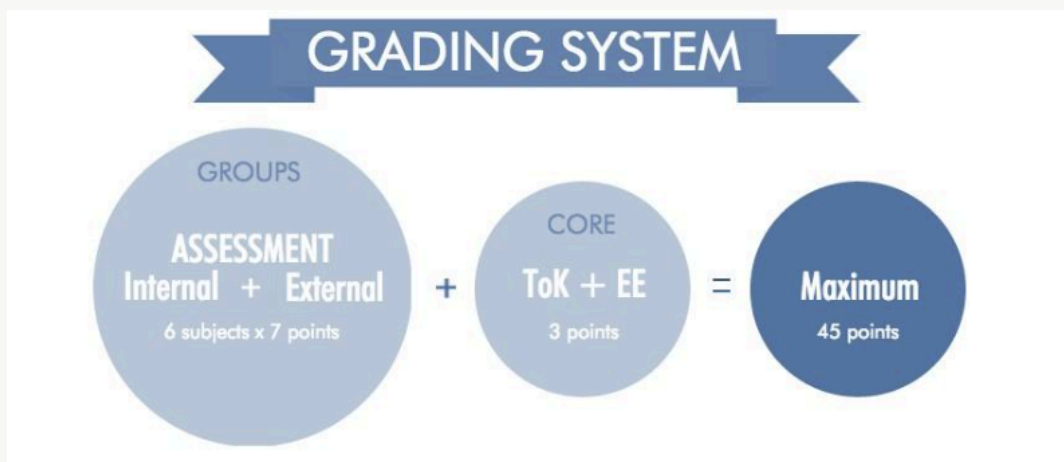 GRADING SYSTEM
GROUPS
ASSESSMENT
Internal + External
6 subjects x 7 points
+
CORE
ToK + EE
3 points
=
Maximum
45 points